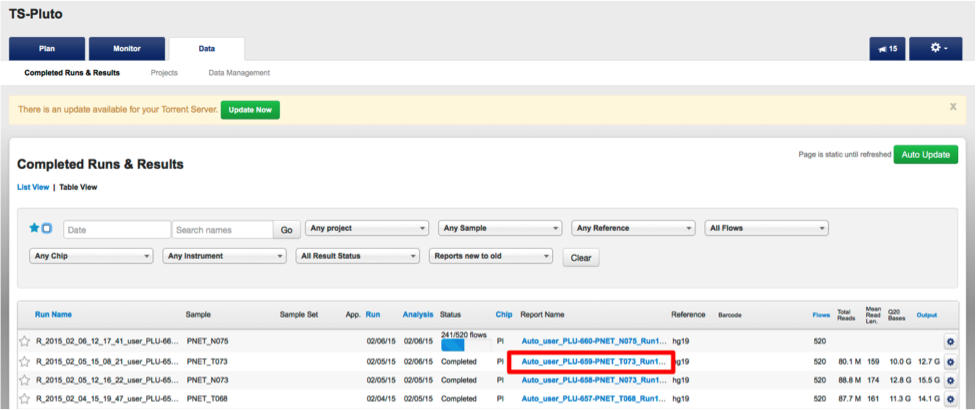 TS-Pluto
Plan Monitor Data 15
Completed Runs & Results Projects Data Management
There is an update available for your Torrent Server. Update Now x
Completed Runs & Results Page is static until refreshed Auto Update
List View | Table View
Date Search names Go Any project Any Sample Any Reference All Flows
Any Chip Any Instrument All Result Status Reports new to old Clear
Run Name Sample Sample Set App. Run Analysis Status Chip Report Name Reference Barcode Flows Total Reads Mean Read Len. Q20 Bases Output
R_2015_02_06_12_17_41_user_PLU-66... PNET_N075 02/06/15 02/06/15 241/520 flows PI Auto_user_PLU-660-PNET_N075_Run1... hg19 520
R_2015_02_05_15_08_21_user_PLU-65... PNET_T073 02/05/15 02/06/15 Completed PI Auto_user_PLU-659-PNET_T073_Run1... hg19 520 80.1 M 159 10.0 G 12.7 G
R_2015_02_05_12_16_22_user_PLU-65... PNET_N073 02/05/15 02/05/15 Completed PI Auto_user_PLU-658-PNET_N073_Run1... hg19 520 88.8 M 174 12.8 G 15.5 G
R_2015_02_04_15_19_47_user_PLU-65... PNET_T068 02/04/15 02/05/15 Completed PI Auto_user_PLU-657-PNET_T068_Run1... hg19 520 87.7 M 161 11.3 G 14.1 G